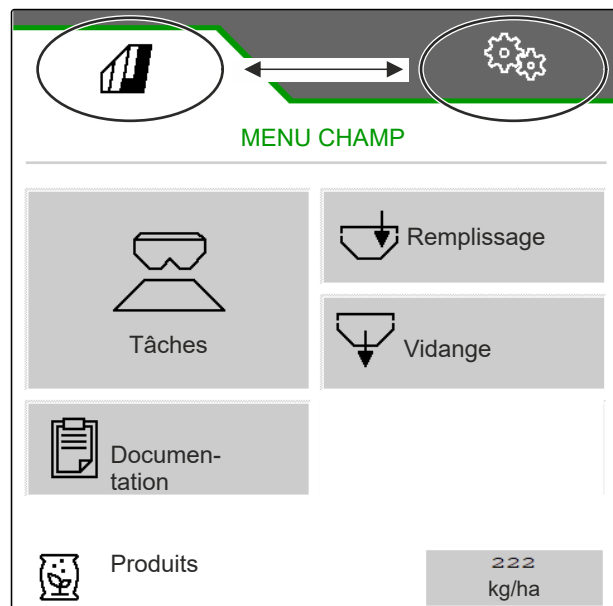 MENU CHAMP
Remplissage
Tâches
Vidange
Documen-
tation
Produits
222
kg/ha